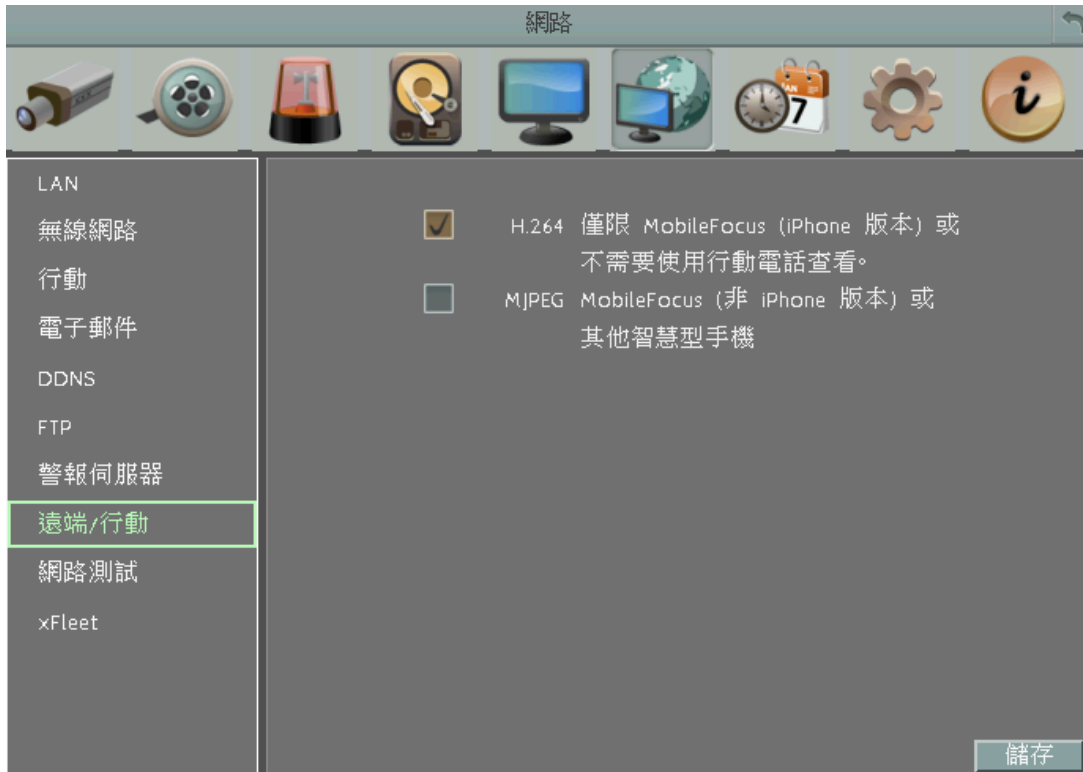 網路
JAN
7
i
LAN
無線網路
行動
電子郵件
DDNS
FTP
警報伺服器
遠端/行動
網路測試
xFleet
H.264 僅限 MobileFocus (iPhone 版本) 或
不需要使用行動電話查看。
MJPEG MobileFocus (非 iPhone 版本) 或
其他智慧型手機
儲存